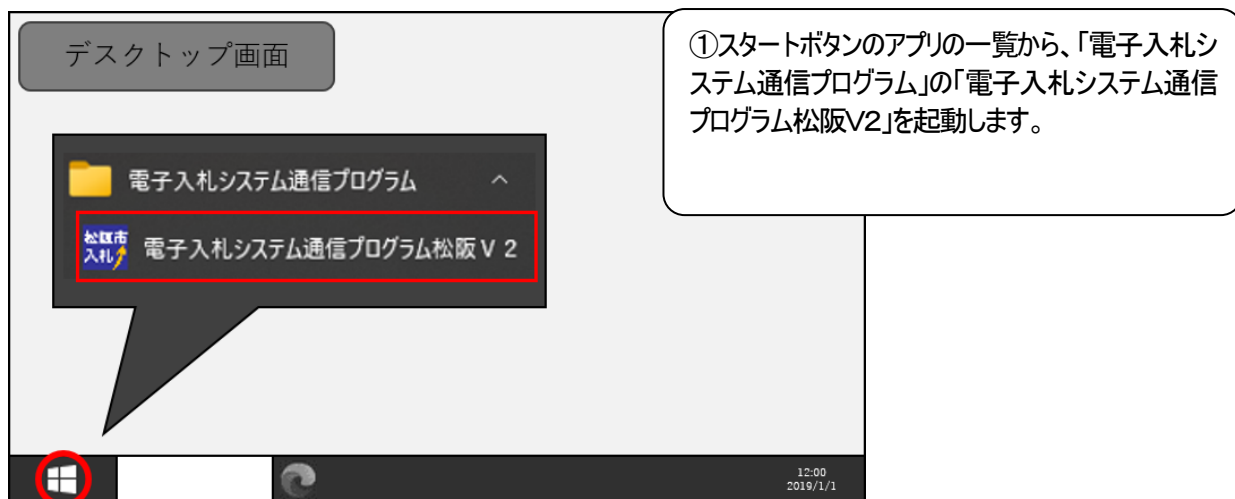 デスクトップ画面
①スタートボタンのアプリの一覧から、「電子入札シ
ステム通信プログラム」の「電子入札システム通信
プログラム松阪V2」を起動します。
電子入札システム通信プログラム
松阪市
入札
電子入札システム通信プログラム松阪V 2
12:00
2019/1/1